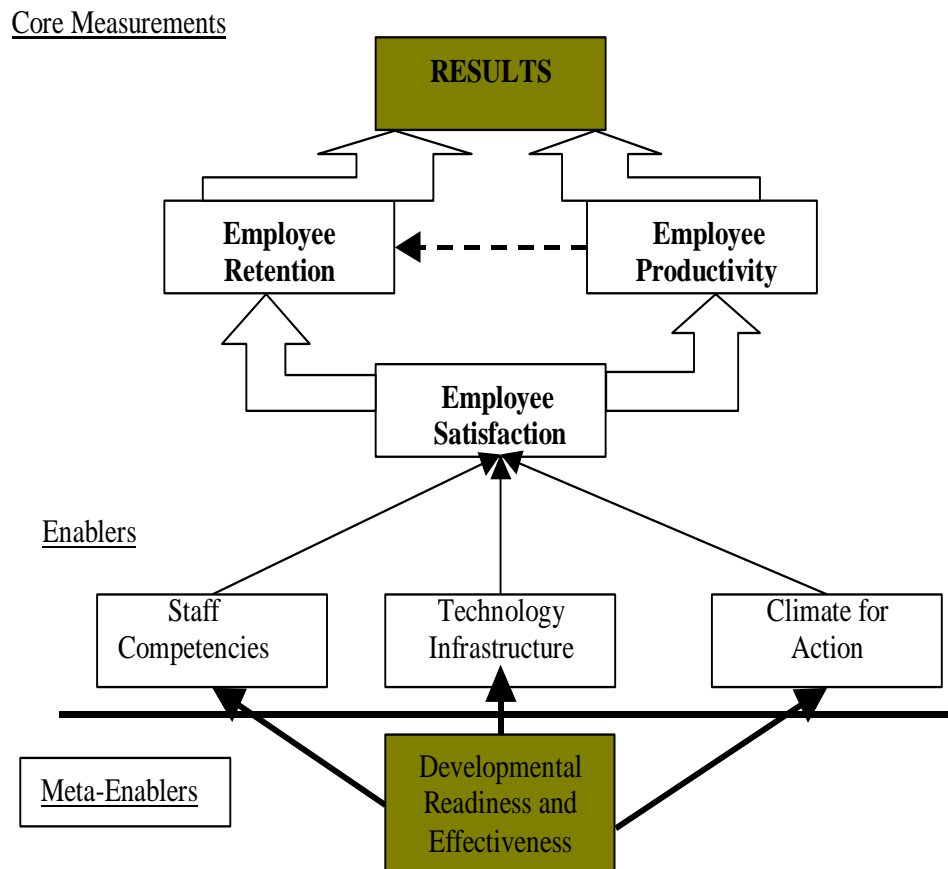 Core Measurements
RESULTS
Employee
Retention
Employee
Productivity
Employee
Satisfaction
Enablers
Staff
Competencies
Technology
Infrastructure
Climate for
Action
Meta-Enablers
Developmental
Readiness and
Effectiveness